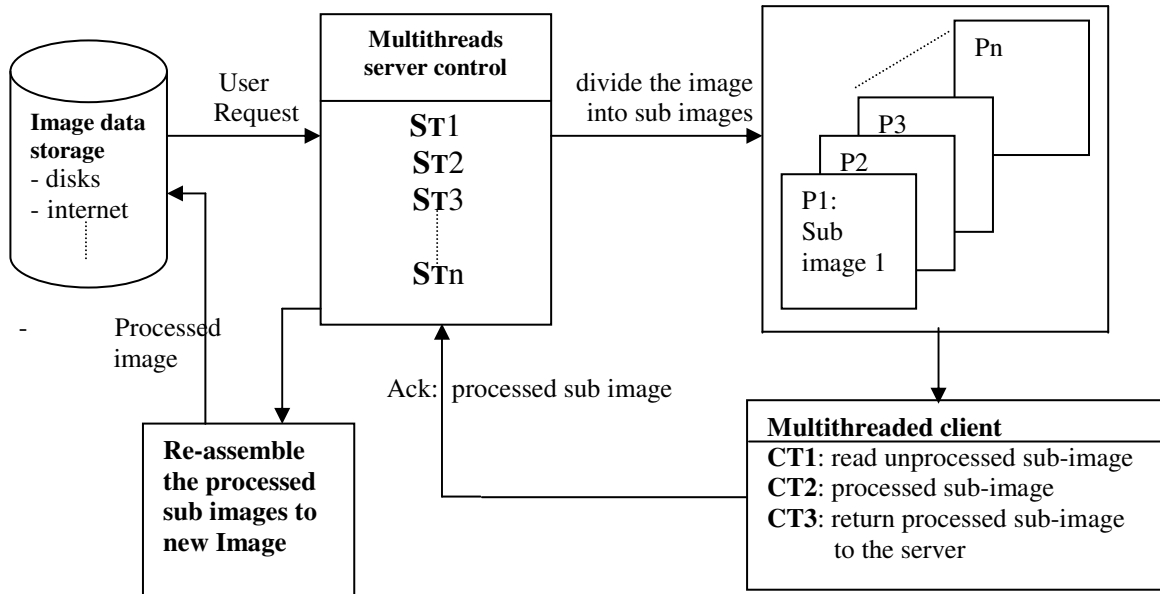 Image data
storage
- disks
- internet
User
Request
Multithreads
server control
ST1
ST2
ST3
STn
divide the image
into sub images
Pn
P3
P2
P1:
Sub
image 1
- Processed
image
Ack: processed sub image
Re-assemble
the processed
sub images to
new Image
Multithreaded client
CT1: read unprocessed sub-image
CT2: processed sub-image
CT3: return processed sub-image
to the server